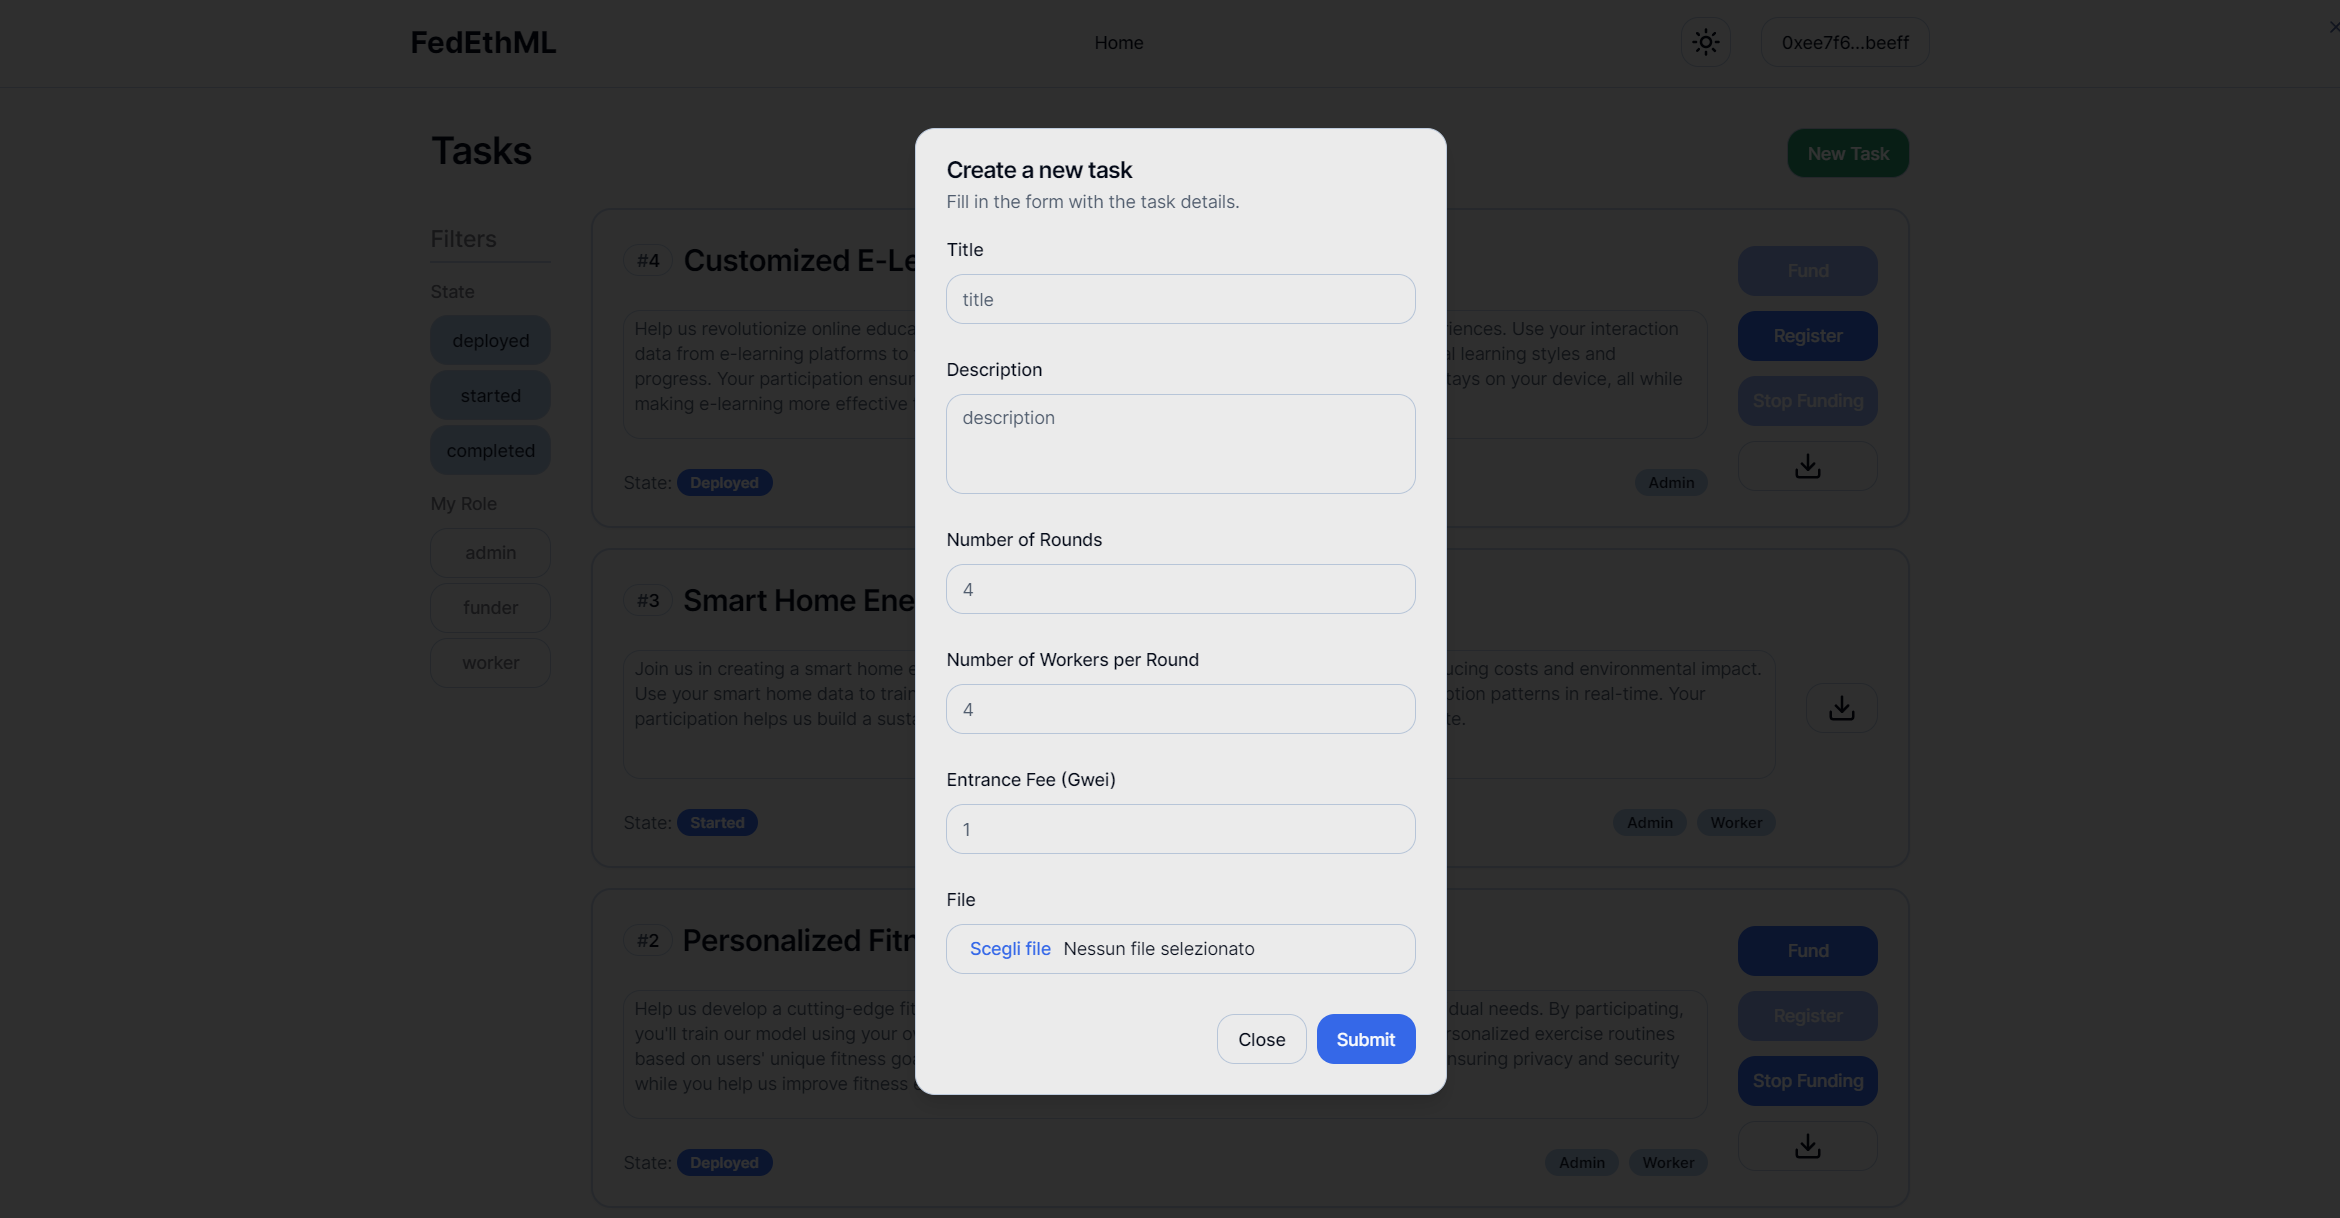 FedEthML
Home
0xee7f6...beeff
Tasks
New Task
Filters
State
deployed
started
completed
My Role
admin
funder
worker
#4 Customized E-Le
Help us revolutionize online educa
iences. Use your interaction
data from e-learning platforms to
al learning styles and
progress. Your participation ensur
tays on your device, all while
making e-learning more effective
State: Deployed
Admin
Fund
Register
Stop Funding
#3 Smart Home Ene
Join us in creating a smart home e
ucing costs and environmental impact.
Use your smart home data to train
ption patterns in real-time. Your
participation helps us build a susta
te.
State: Started
Admin
Worker
#2 Personalized Fitn
Help us develop a cutting-edge fit
dual needs. By participating,
you'll train our model using your o
rsonalized exercise routines
based on users' unique fitness goa
nsuring privacy and security
while you help us improve fitness
State: Deployed
Admin
Worker
Fund
Register
Stop Funding
Create a new task
Fill in the form with the task details.
Title
title
Description
description
Number of Rounds
4
Number of Workers per Round
4
Entrance Fee (Gwei)
1
File
Scegli file Nessun file selezionato
Close
Submit